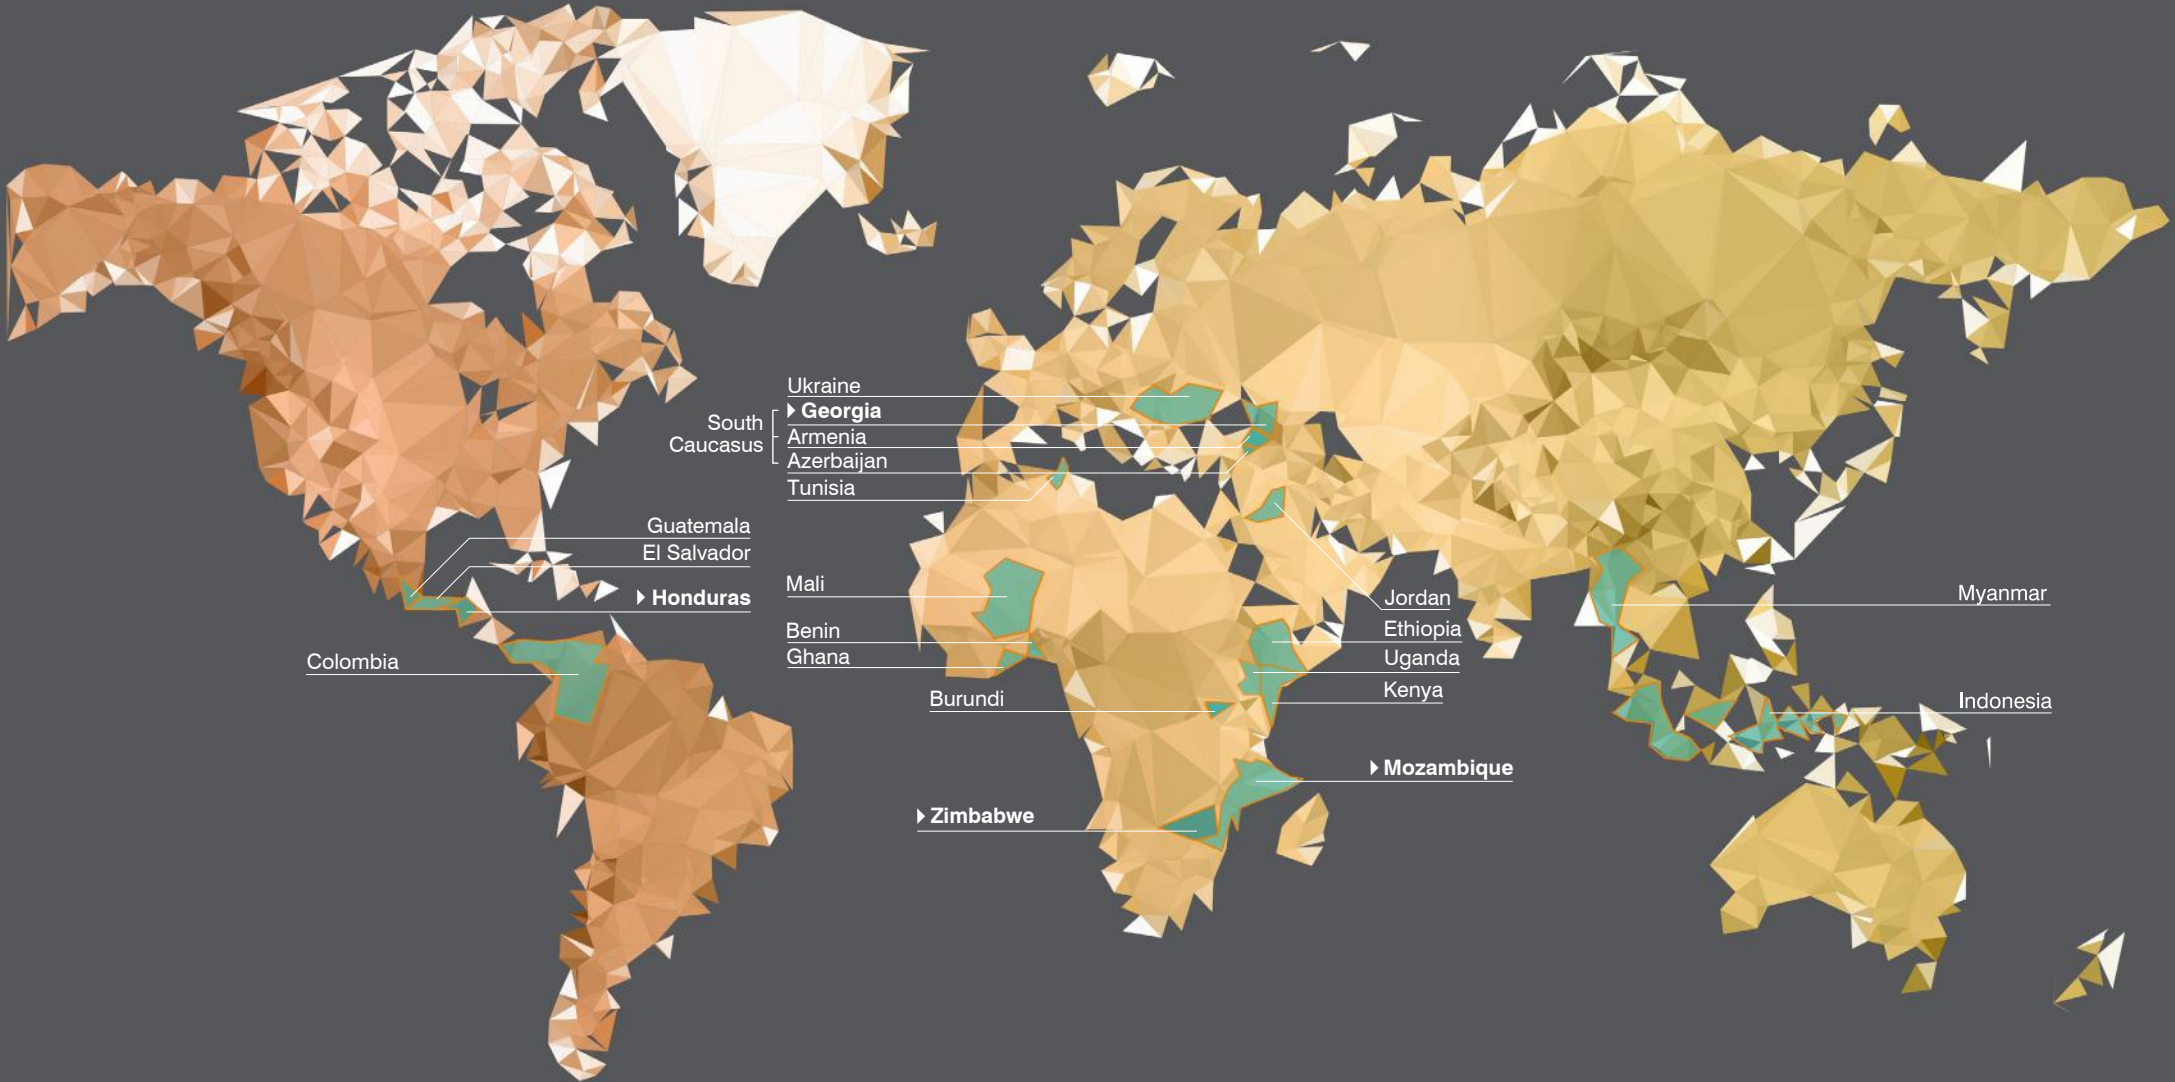 Ukraine
Georgia
South
Caucasus
Armenia
Azerbaijan
Tunisia
Guatemala
El Salvador
Honduras
Colombia
Mali
Benin
Ghana
Burundi
Zimbabwe
Jordan
Ethiopia
Uganda
Kenya
Mozambique
Myanmar
Indonesia